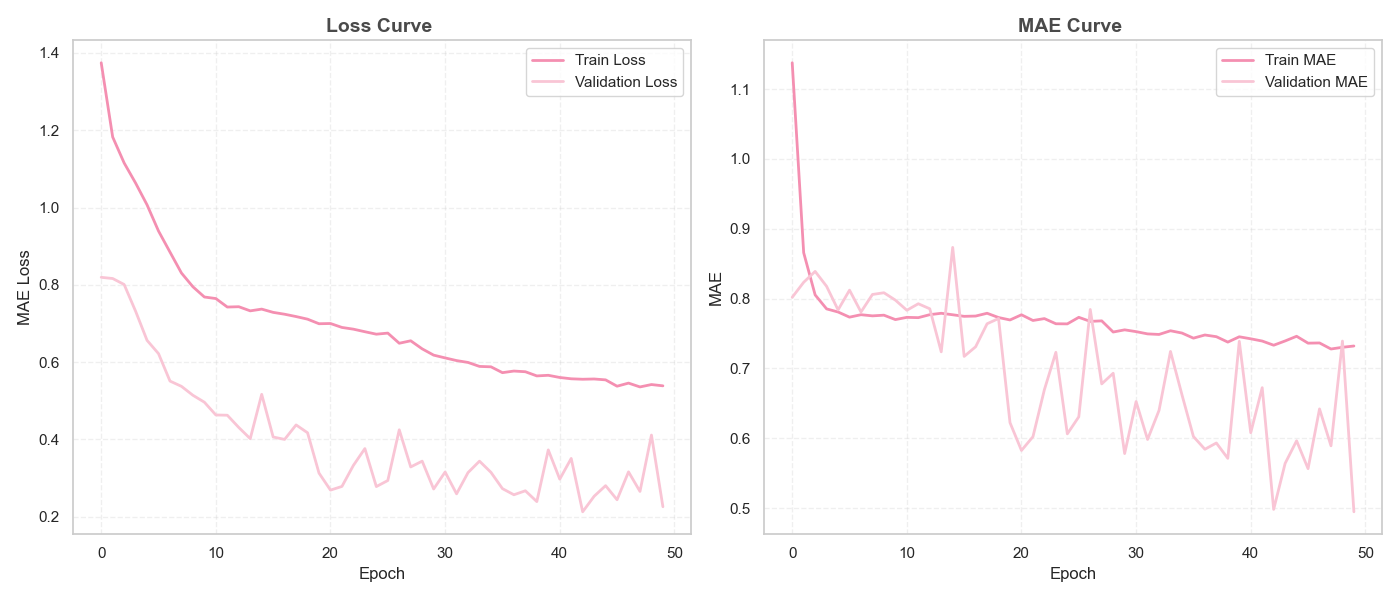 Loss Curve
Train Loss
Validation Loss
1.4
1.2
1.0
0.8
0.6
0.4
0.2
MAE Loss
0
10
20
30
40
50
Epoch
MAE Curve
Train MAE
Validation MAE
1.1
1.0
0.9
0.8
0.7
0.6
0.5
MAE
0
10
20
30
40
50
Epoch